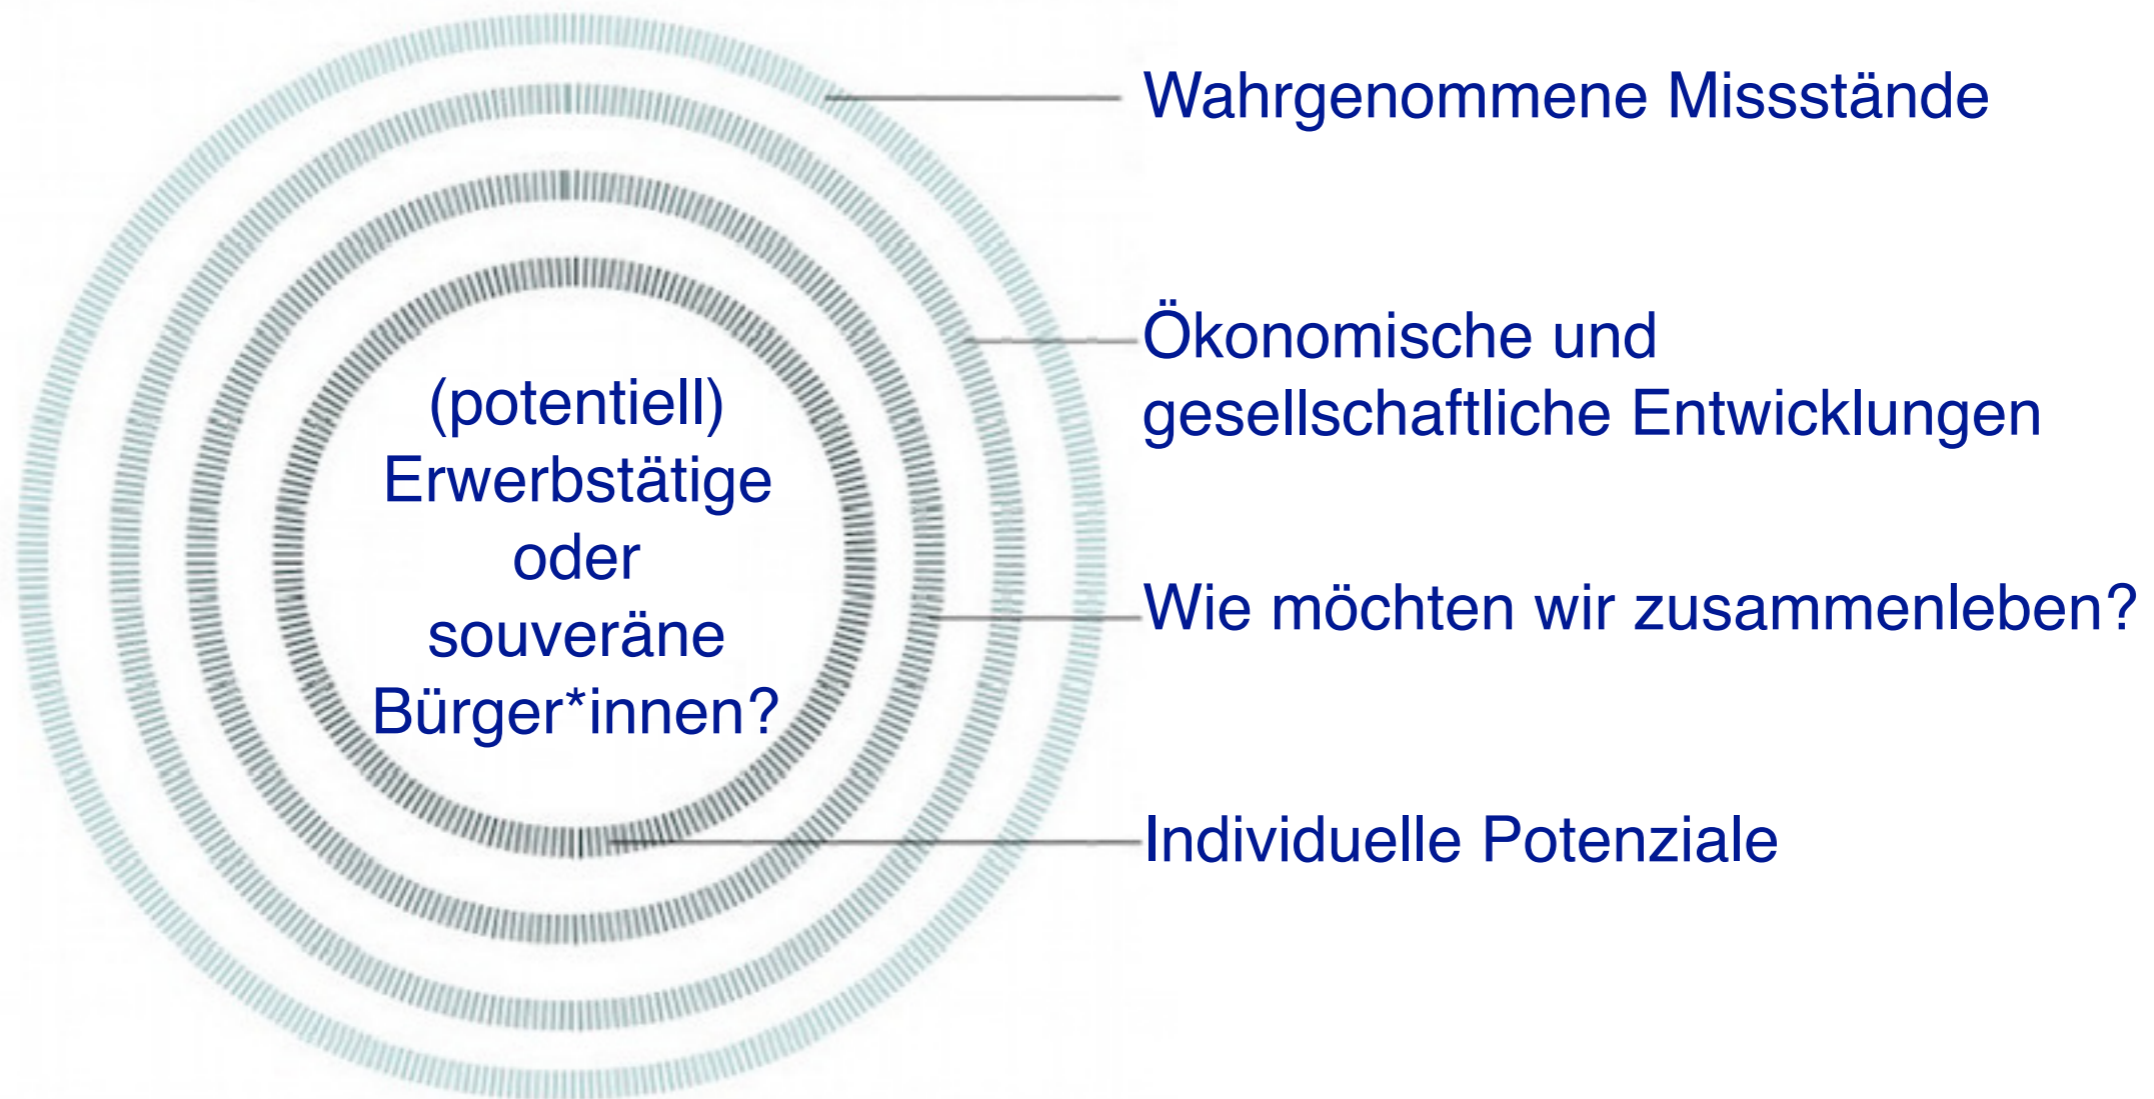 Wahrgenommene Missstände
Ökonomische und
gesellschaftliche Entwicklungen
(potentiell)
Erwerbstätige
oder
souveräne
Bürger*innen?
Wie möchten wir zusammenleben?
Individuelle Potenziale